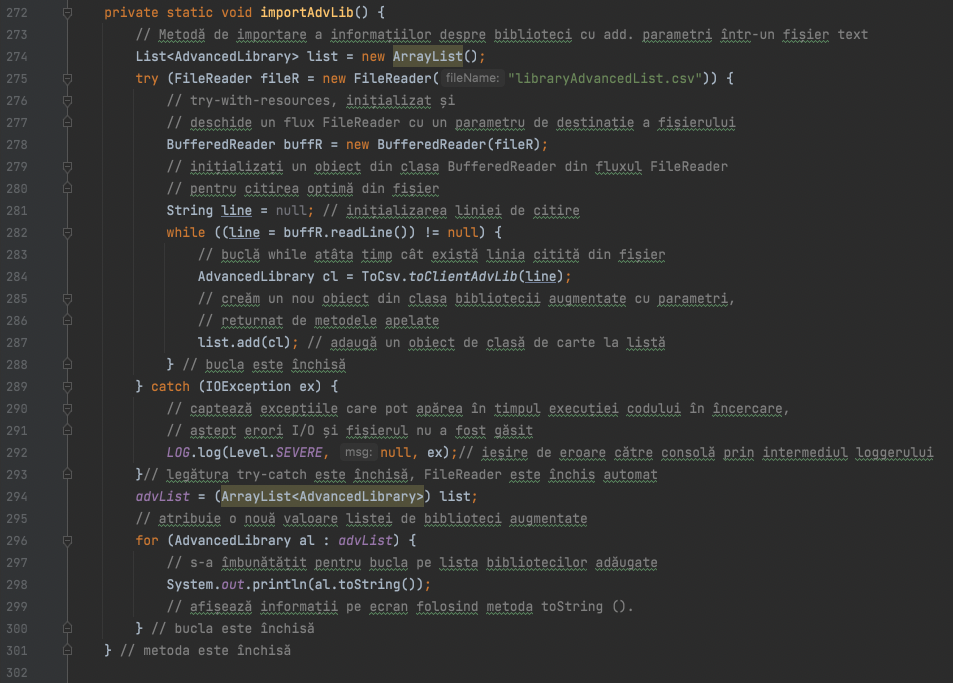 272 private static void importAdvLib() {
273 // Metodă de importare a informațiilor despre biblioteci cu add. parametri într-un fișier text
274 List<AdvancedLibrary> list = new ArrayList();
275 try (FileReader fileR = new FileReader( fileName: "libraryAdvancedList.csv")) {
276 // try-with-resources, inițializat și
277 // deschide un flux FileReader cu un parametru de destinație a fișierului
278 BufferedReader buffR = new BufferedReader(fileR);
279 // inițializați un obiect din clasa BufferedReader din fluxul FileReader
280 // pentru citirea optimă din fișier
281 String line = null; // inițializarea liniei de citire
282 while ((line = buffR.readLine()) != null) {
283 // buclă while atâta timp cât există linia citită din fișier
284 AdvancedLibrary cl = ToCsv.toClientAdvLib(line);
285 // creăm un nou obiect din clasa bibliotecii augmentate cu parametri,
286 // returnat de metodele apelate
287 list.add(cl); // adaugă un obiect de clasă de carte la listă
288 } // bucla este închisă
289 } catch (IOException ex) {
290 // captează excepțiile care pot apărea în timpul execuției codului în încercare,
291 // aștept erori I/O și fișierul nu a fost găsit
292 LOG.log(Level.SEVERE, msg: null, ex);// ieșire de eroare către consolă prin intermediul loggerului
293 }// legătura try-catch este închisă, FileReader este închis automat
294 advList = (ArrayList<AdvancedLibrary>) list;
295 // atribuie o nouă valoare listei de biblioteci augmentate
296 for (AdvancedLibrary al : advList) {
297 // s-a îmbunătățit pentru bucla pe lista bibliotecilor adăugate
298 System.out.println(al.toString());
299 // afișează informații pe ecran folosind metoda toString ().
300 } // bucla este închisă
301 } // metoda este închisă
302